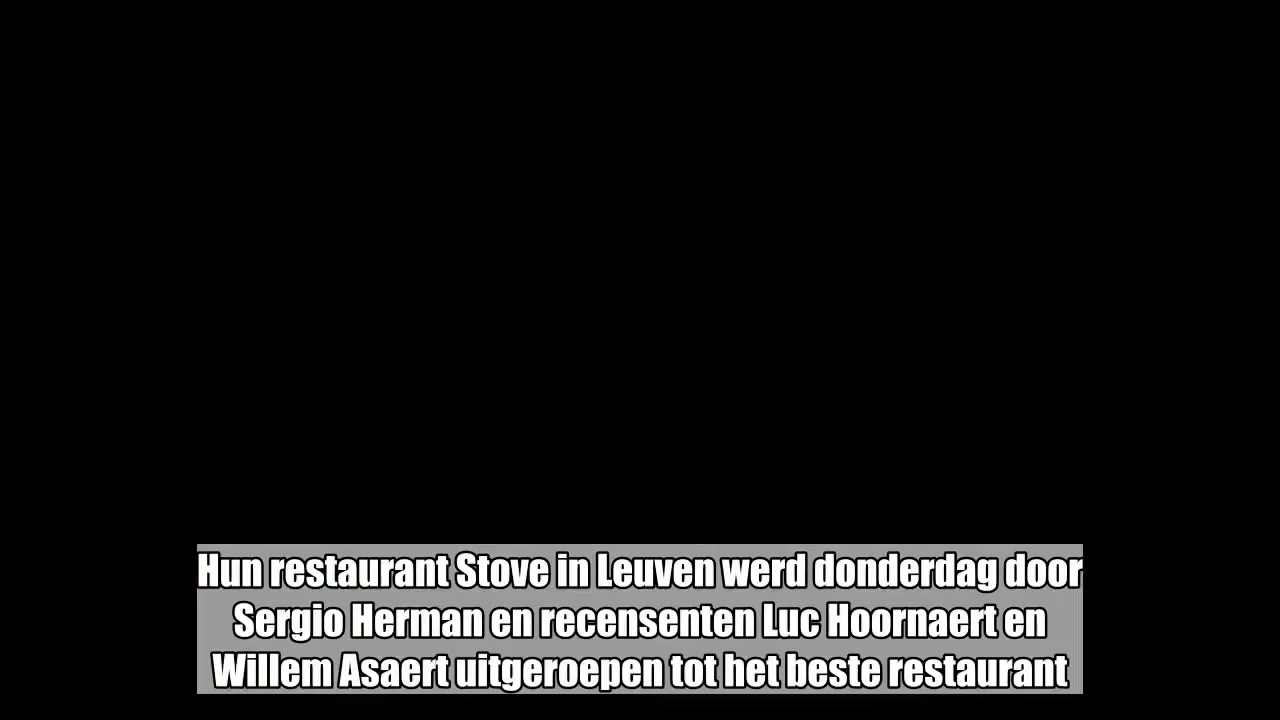 Hun restaurant Stove in Leuven werd donderdag door
Sergio Herman en recensenten Luc Hoornaert en
Willem Asaert uitgeroepen tot het beste restaurant